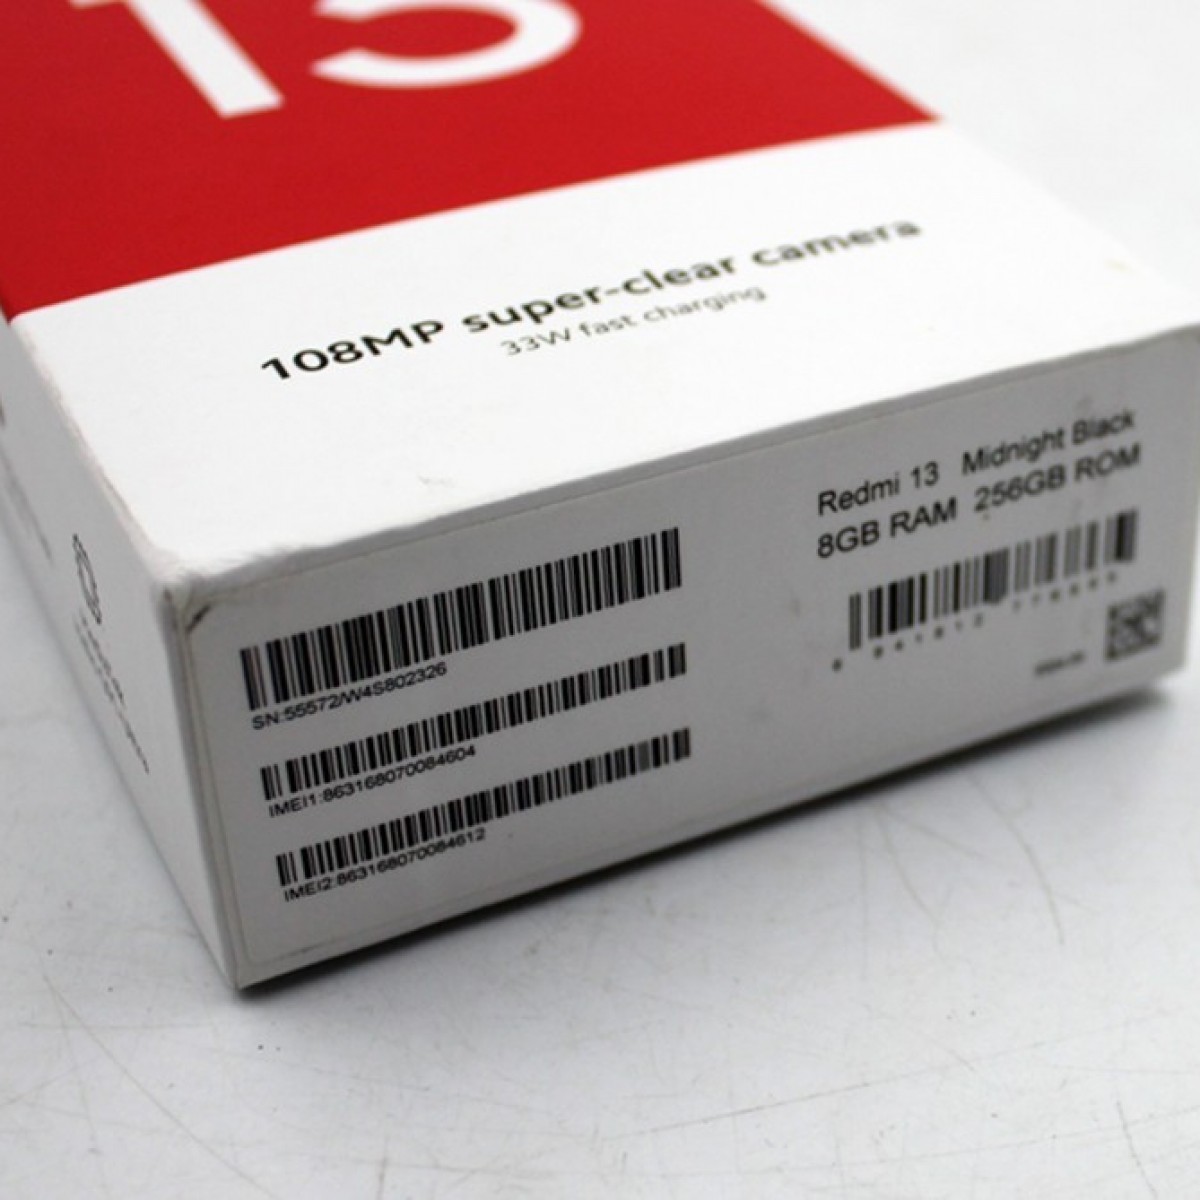 13
108MP super-clear camera
33W fast charging
Redmi 13 Midnight Black
8GB RAM 256GB ROM
SN:55572/W4S802326
IMEI1:863168070084604
IMEI2:863168070084612